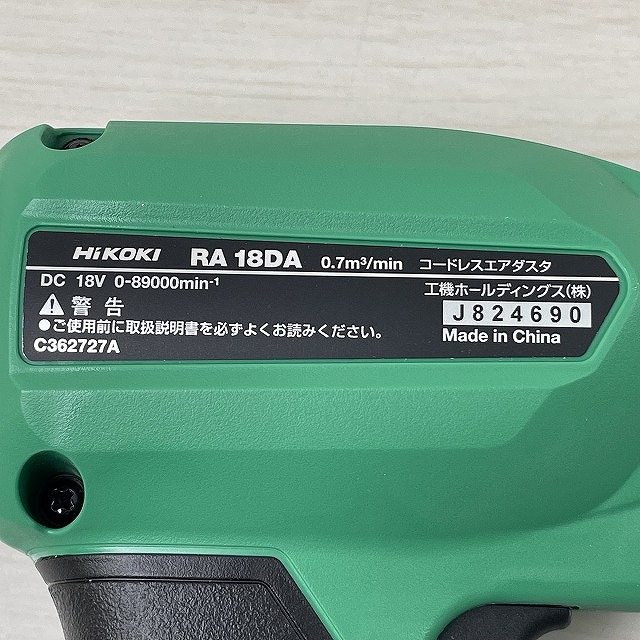 HiKOKI RA 18DA 0.7m³/min コードレスエアダスタ
DC 18V 0-89000min⁻¹ 工機ホールディングス(株)
⚠警告 J824690
●ご使用前に取扱説明書を必ずよくお読みください。 Made in China
C362727A